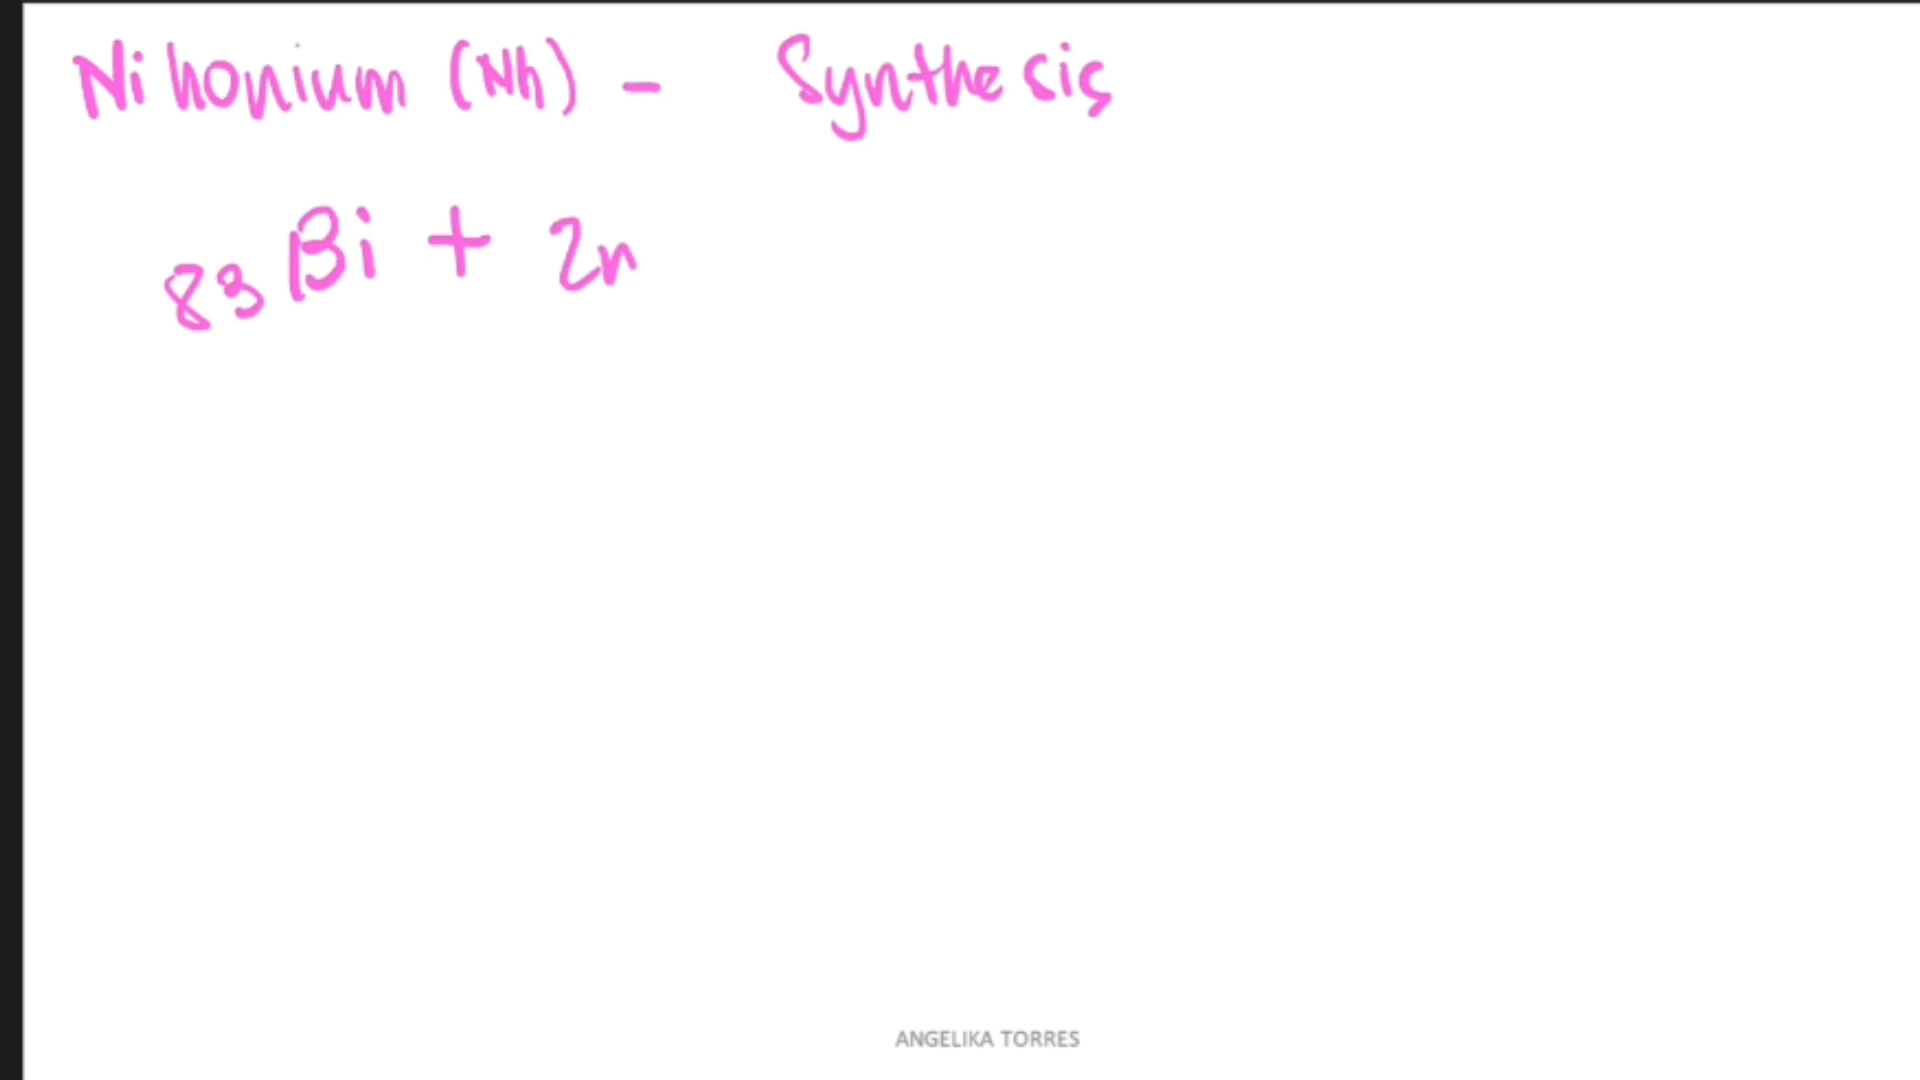 Nihonium (Nh) - Synthesis
83Bi + Zn
ANGELIKA TORRES